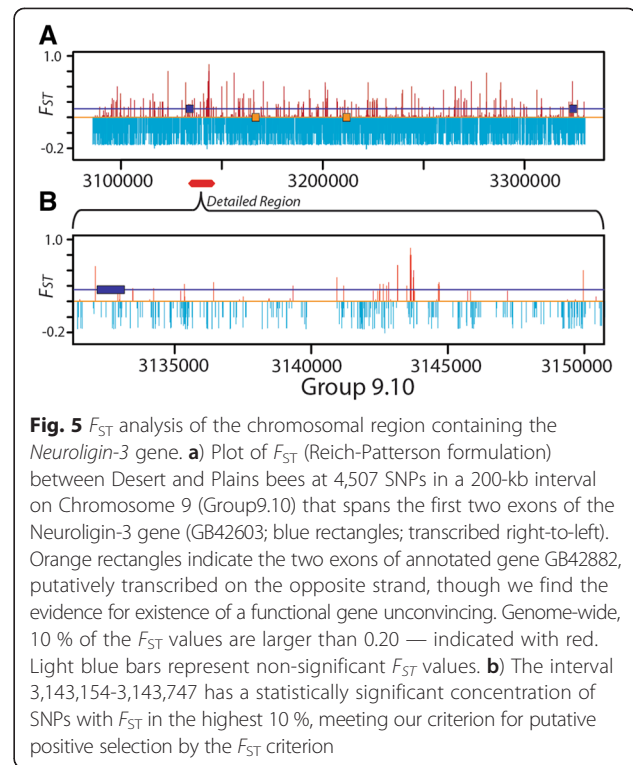 A
1.0
FST
-0.2
3100000 3200000 3300000
Detailed Region
B
1.0
FST
-0.2
3135000 3140000 3145000 3150000
Group 9.10
Fig. 5 FST analysis of the chromosomal region containing the
Neuroligin-3 gene. a) Plot of FST (Reich-Patterson formulation)
between Desert and Plains bees at 4,507 SNPs in a 200-kb interval
on Chromosome 9 (Group9.10) that spans the first two exons of the
Neuroligin-3 gene (GB42603; blue rectangles; transcribed right-to-left).
Orange rectangles indicate the two exons of annotated gene GB42882,
putatively transcribed on the opposite strand, though we find the
evidence for existence of a functional gene unconvincing. Genome-wide,
10 % of the FST values are larger than 0.20 — indicated with red.
Light blue bars represent non-significant FST values. b) The interval
3,143,154-3,143,747 has a statistically significant concentration of
SNPs with FST in the highest 10 %, meeting our criterion for putative
positive selection by the FST criterion